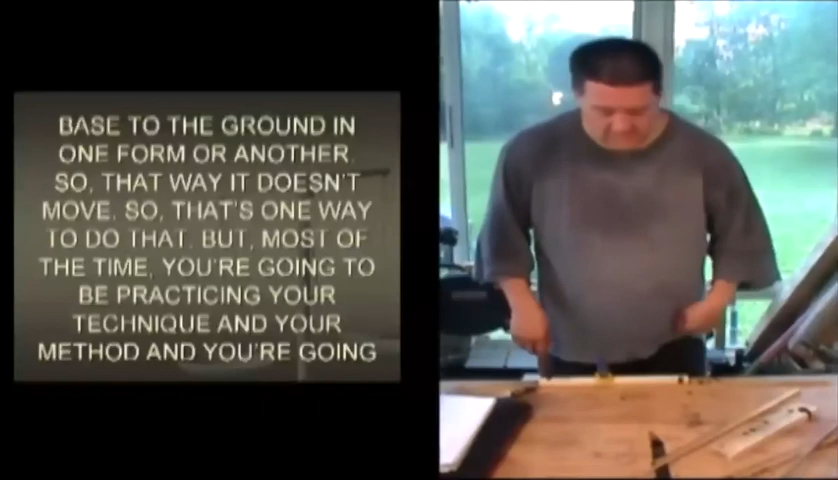 BASE TO THE GROUND IN
ONE FORM OR ANOTHER.
SO, THAT WAY IT DOESN'T
MOVE. SO, THAT'S ONE WAY
TO DO THAT. BUT, MOST OF
THE TIME, YOU'RE GOING TO
BE PRACTICING YOUR
TECHNIQUE AND YOUR
METHOD AND YOU'RE GOING